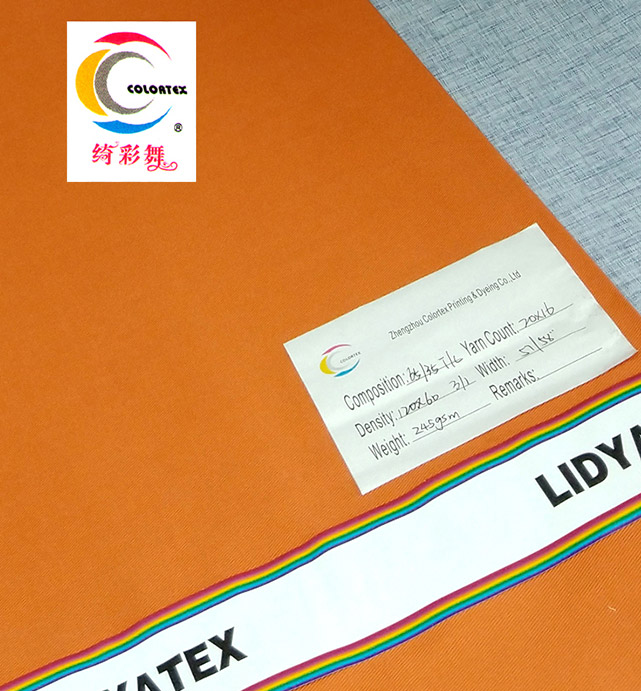 COLORTEX
®
绮彩舞
Zhengzhou Colortex Printing & Dyeing Co.,Ltd
COLORTEX
Composition: 65/35 T/C Yarn Count: 20x16
Density: 120x60 3/1 Width: 57/58"
Weight: 245gsm Remarks:
LIDYA
YATEX